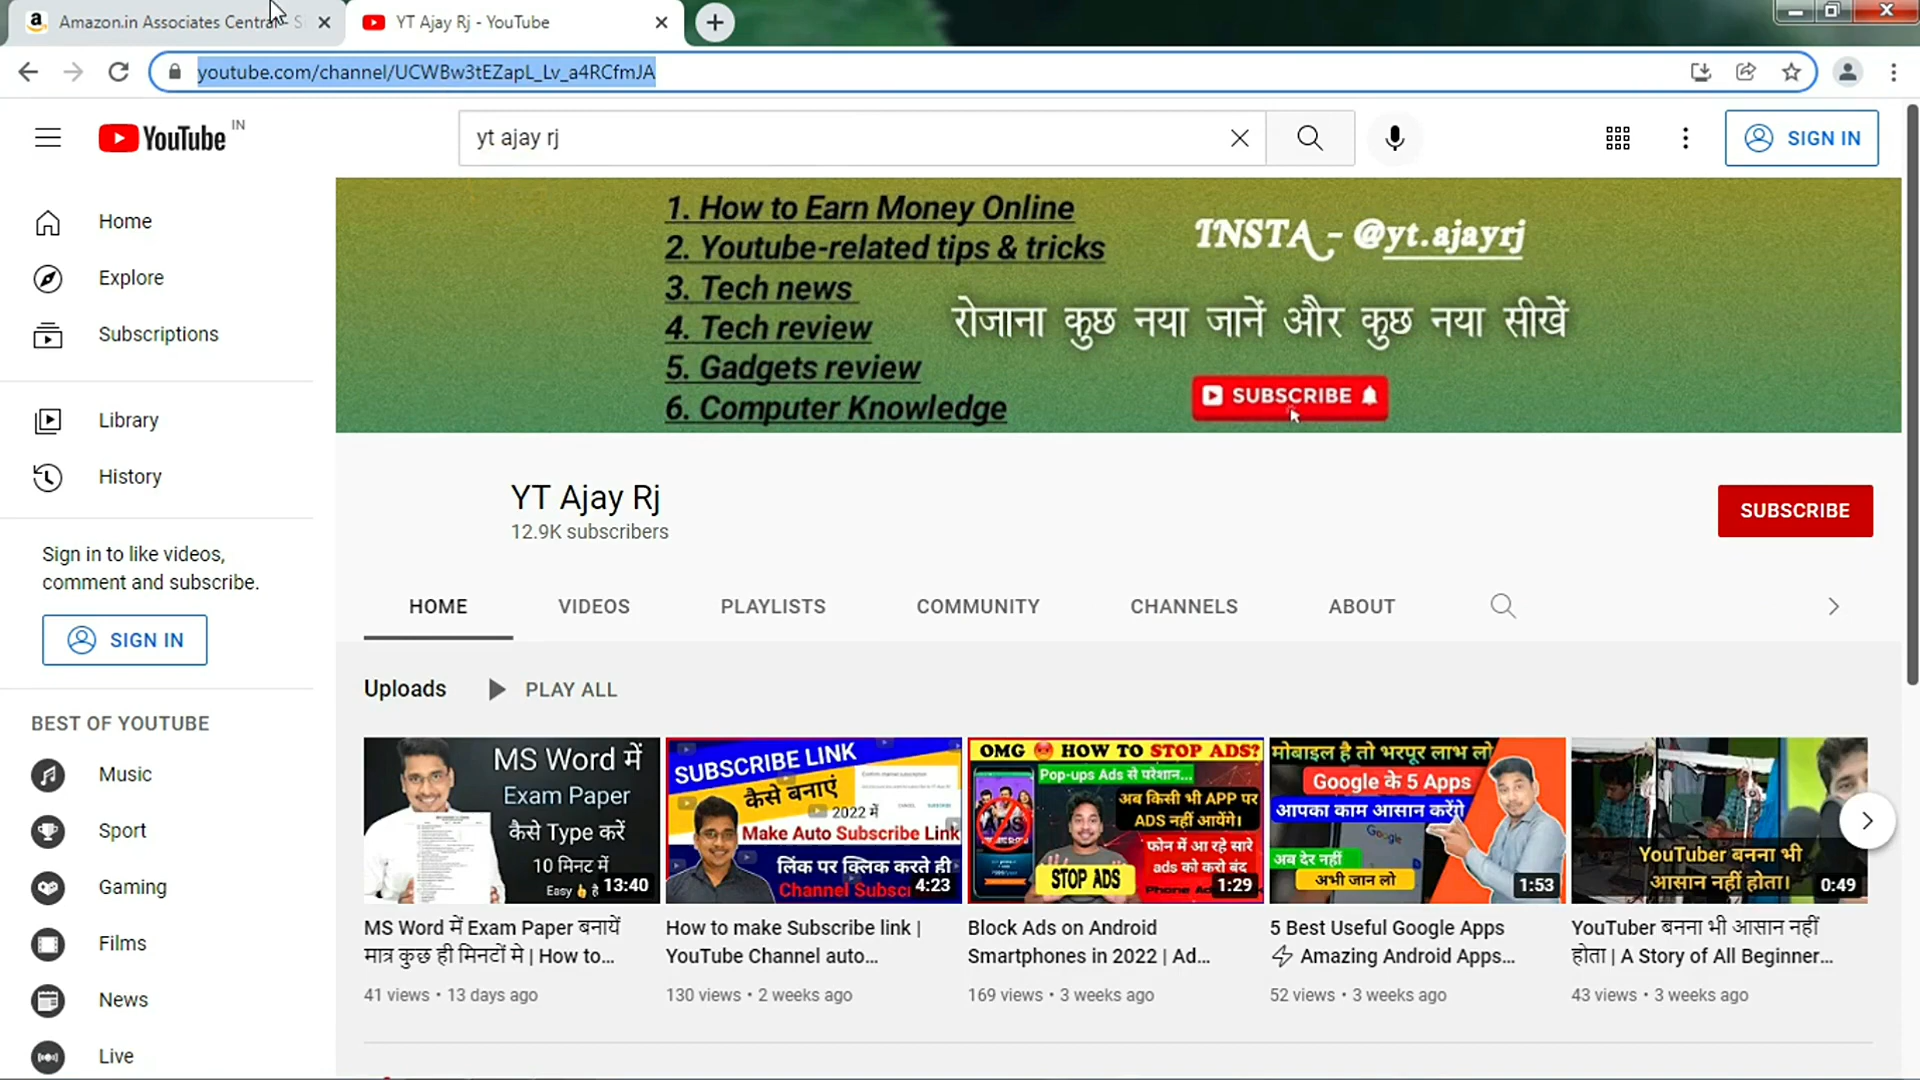 Amazon.in Associates Central - S
YT Ajay Rj - YouTube
youtube.com/channel/UCWBw3tEZapL_Lv_a4RCfmJA
YouTube IN
yt ajay rj
SIGN IN
Home
Explore
Subscriptions
Library
History
Sign in to like videos,
comment and subscribe.
SIGN IN
BEST OF YOUTUBE
Music
Sport
Gaming
Films
News
Live
1. How to Earn Money Online
2. Youtube-related tips & tricks
3. Tech news
4. Tech review
5. Gadgets review
6. Computer Knowledge
INSTA - @yt.ajayrj
रोजाना कुछ नया जानें और कुछ नया सीखें
SUBSCRIBE
YT Ajay Rj
12.9K subscribers
SUBSCRIBE
HOME
VIDEOS
PLAYLISTS
COMMUNITY
CHANNELS
ABOUT
Uploads
PLAY ALL
MS Word में
Exam Paper
कैसे Type करें
10 मिनट में
Easy है
13:40
MS Word में Exam Paper बनायें
मात्र कुछ ही मिनटों मे | How to...
41 views • 13 days ago
SUBSCRIBE LINK
कैसे बनाएं
2022 में
Make Auto Subscribe Link
लिंक पर क्लिक करते ही
Channel Subscr
4:23
How to make Subscribe link |
YouTube Channel auto...
130 views • 2 weeks ago
OMG HOW TO STOP ADS?
Pop-ups Ads से परेशान...
अब किसी भी APP पर
ADS नहीं आयेंगे।
फोन में आ रहे सारे
ads को करो बंद
STOP ADS
Phone
1:29
Block Ads on Android
Smartphones in 2022 | Ad...
169 views • 3 weeks ago
मोबाइल है तो भरपूर लाभ लो
Google के 5 Apps
आपका काम आसान करेंगे
Google
अब देर नहीं
अभी जान लो
1:53
5 Best Useful Google Apps
⚡ Amazing Android Apps...
52 views • 3 weeks ago
YouTuber बनना भी
आसान नहीं होता।
0:49
YouTuber बनना भी आसान नहीं
होता | A Story of All Beginner...
43 views • 3 weeks ago